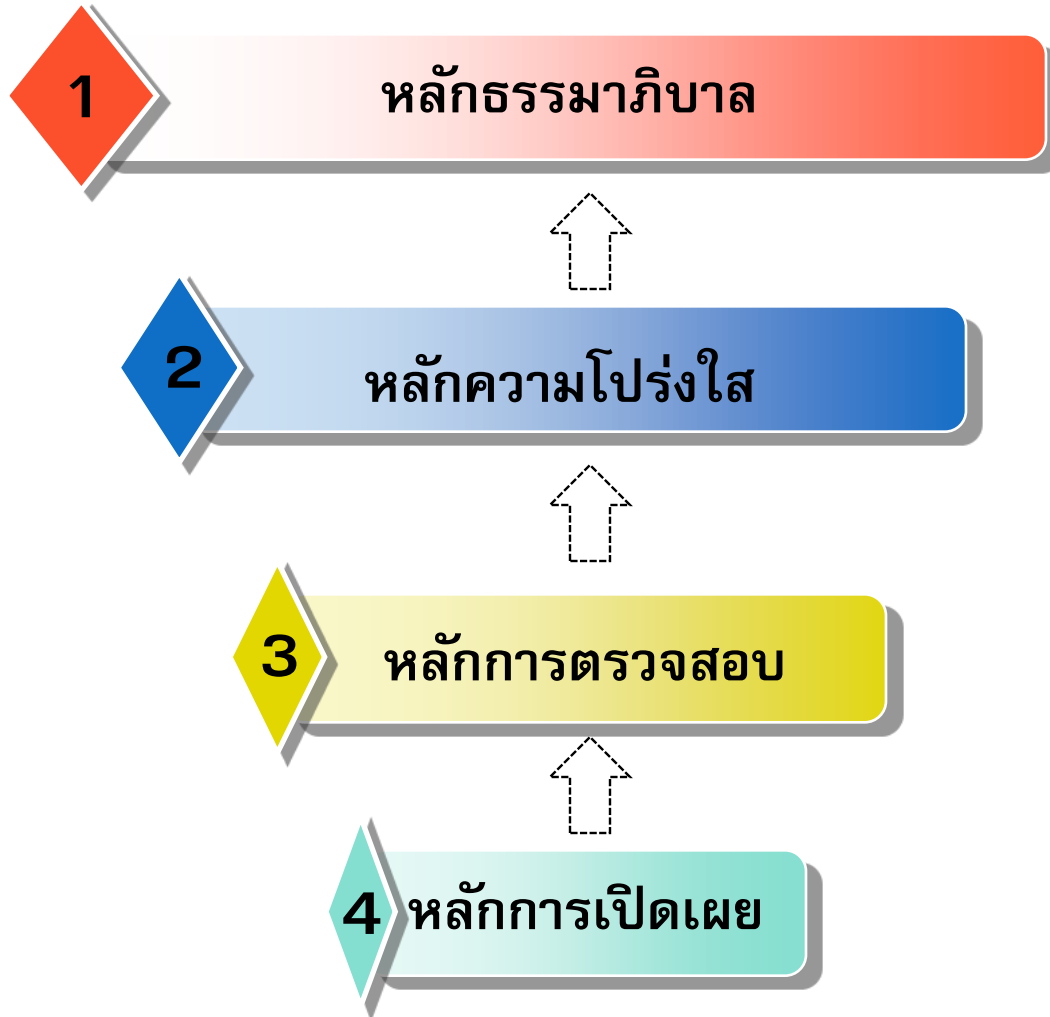 1 หลักธรรมาภิบาล
2 หลักความโปร่งใส
3 หลักการตรวจสอบ
4 หลักการเปิดเผย